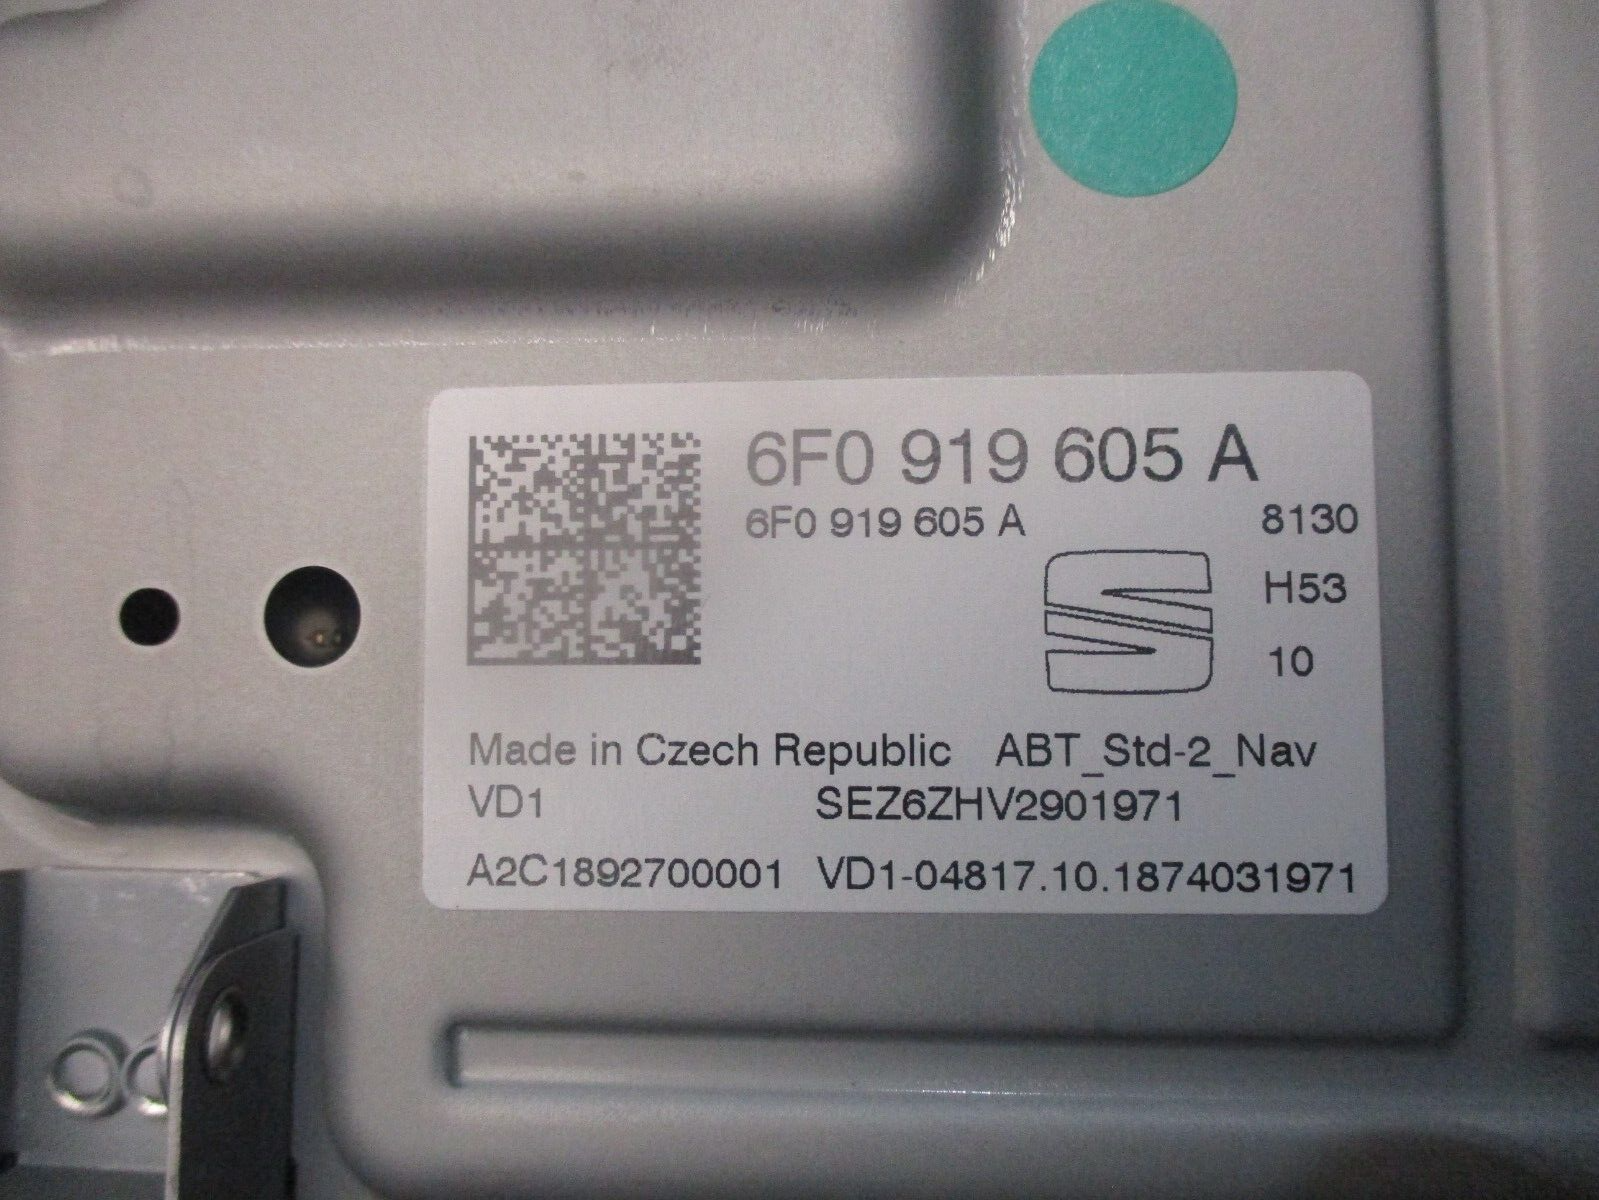 6F0 919 605 A
6F0 919 605 A 8130
H53
10
Made in Czech Republic ABT_Std-2_Nav
VD1 SEZ6ZHV2901971
A2C1892700001 VD1-04817.10.1874031971